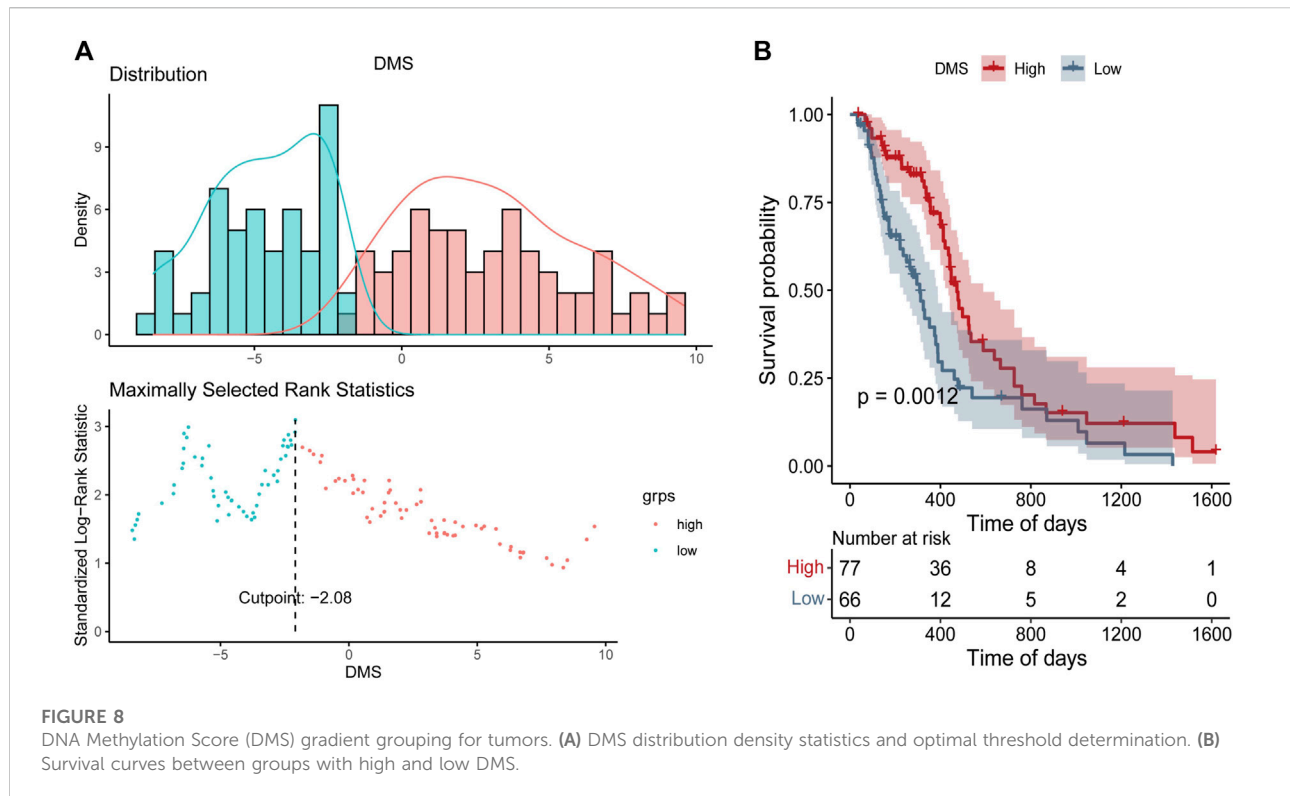 A
DMS
Distribution
Density
9
6
3
0
−5
0
5
10
Maximally Selected Rank Statistics
Standardized Log−Rank Statistic
3
2
1
0
Cutpoint: −2.08
−5
0
5
10
DMS
grps
high
low
B
DMS High Low
Survival probability
1.00
0.75
0.50
0.25
0.00
p = 0.0012
0 400 800 1200 1600
Time of days
Number at risk
High 77 36 8 4 1
Low 66 12 5 2 0
0 400 800 1200 1600
Time of days
FIGURE 8
DNA Methylation Score (DMS) gradient grouping for tumors. (A) DMS distribution density statistics and optimal threshold determination. (B)
Survival curves between groups with high and low DMS.